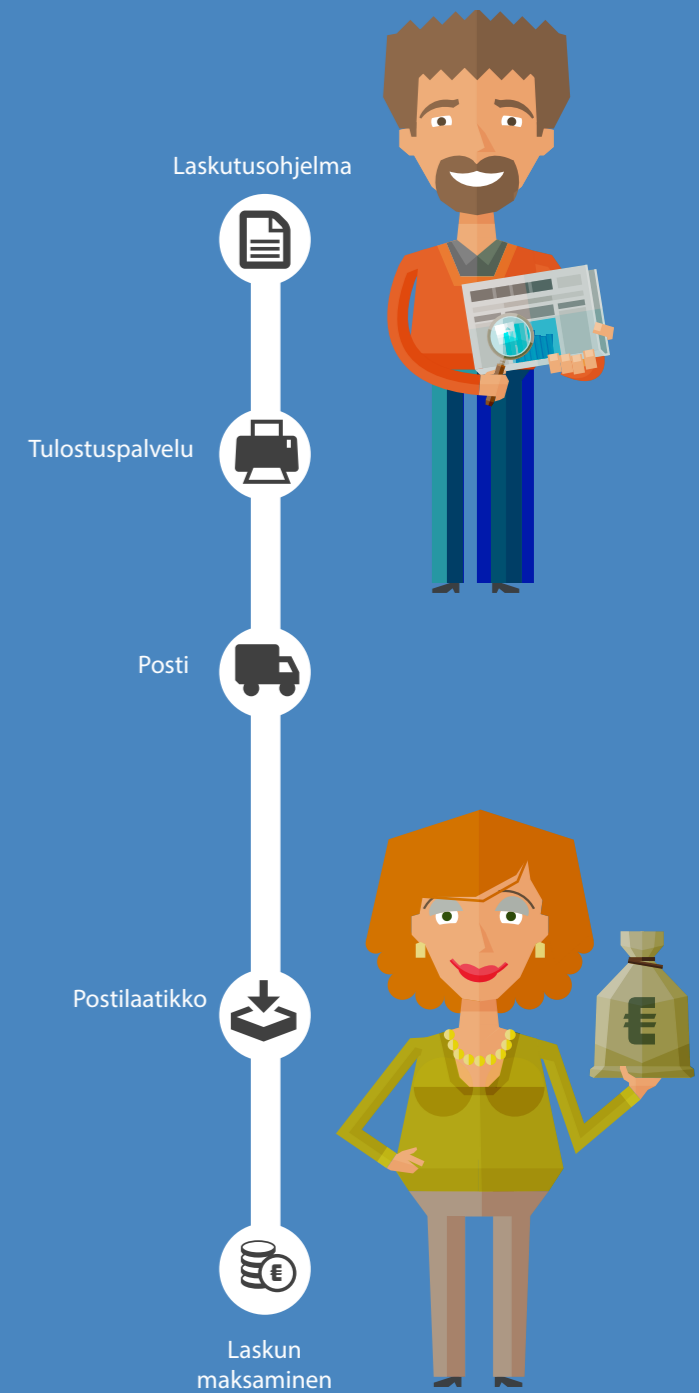 Laskutusohjelma
Tulostuspalvelu
Posti
Postilaatikko
€
€
Laskun
maksaminen